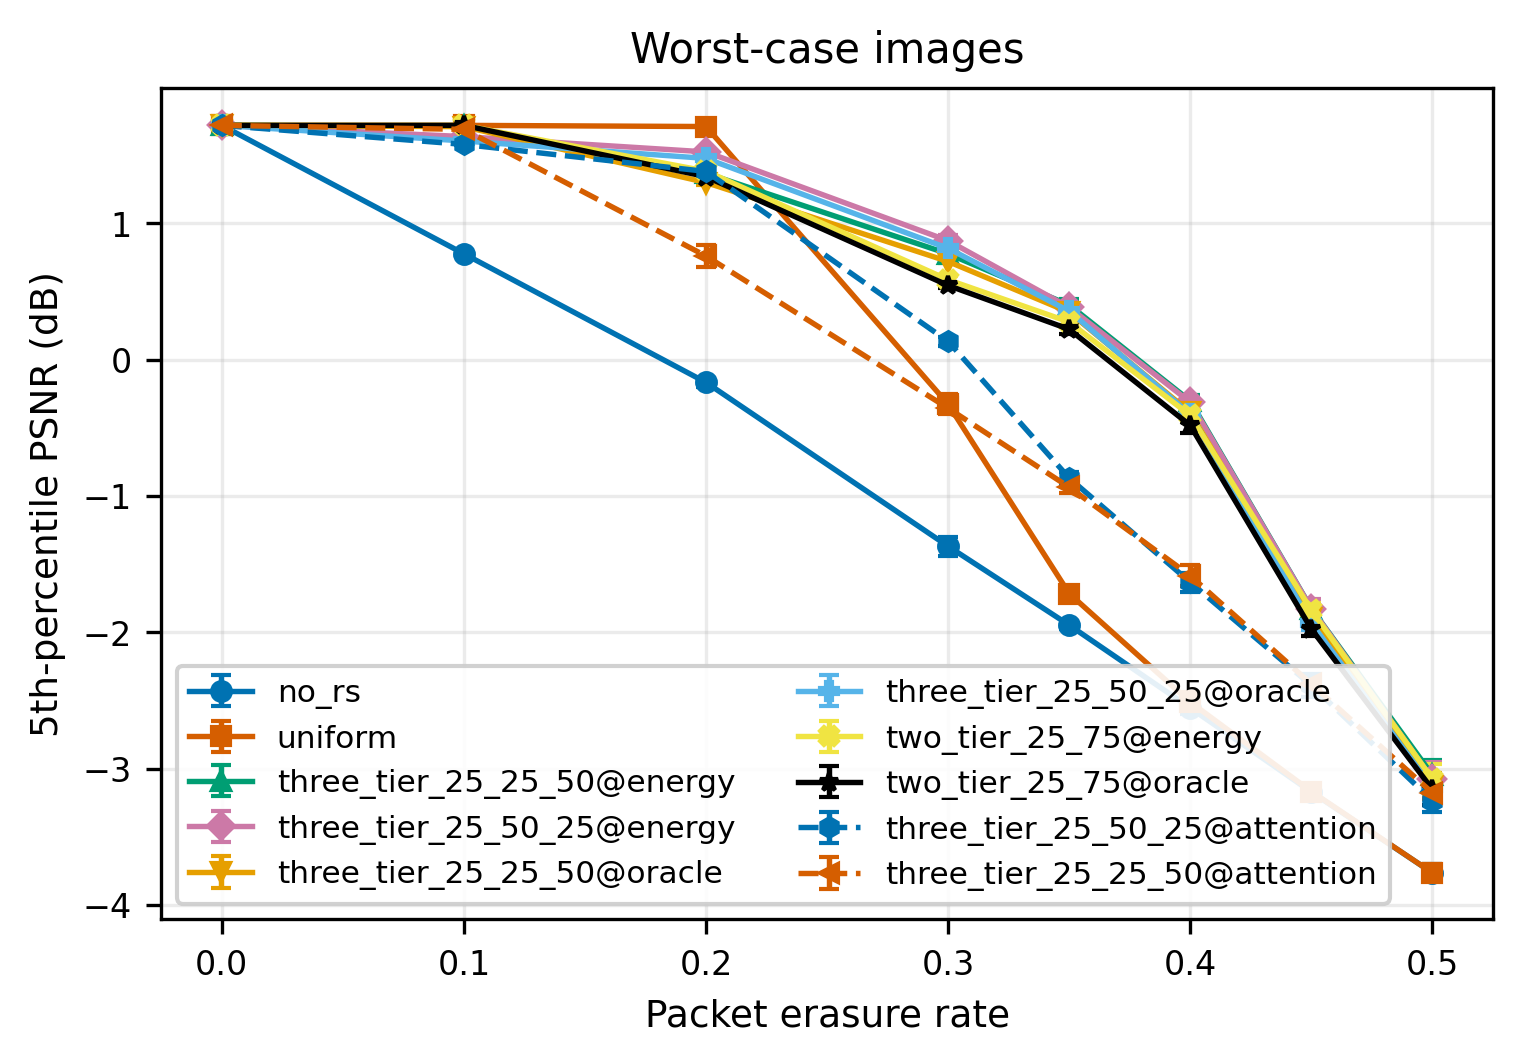 Worst-case images
5th-percentile PSNR (dB)
1
0
−1
−2
−3
−4
no_rs
uniform
three_tier_25_25_50@energy
three_tier_25_50_25@energy
three_tier_25_25_50@oracle
three_tier_25_50_25@oracle
two_tier_25_75@energy
two_tier_25_75@oracle
three_tier_25_50_25@attention
three_tier_25_25_50@attention
0.0 0.1 0.2 0.3 0.4 0.5
Packet erasure rate